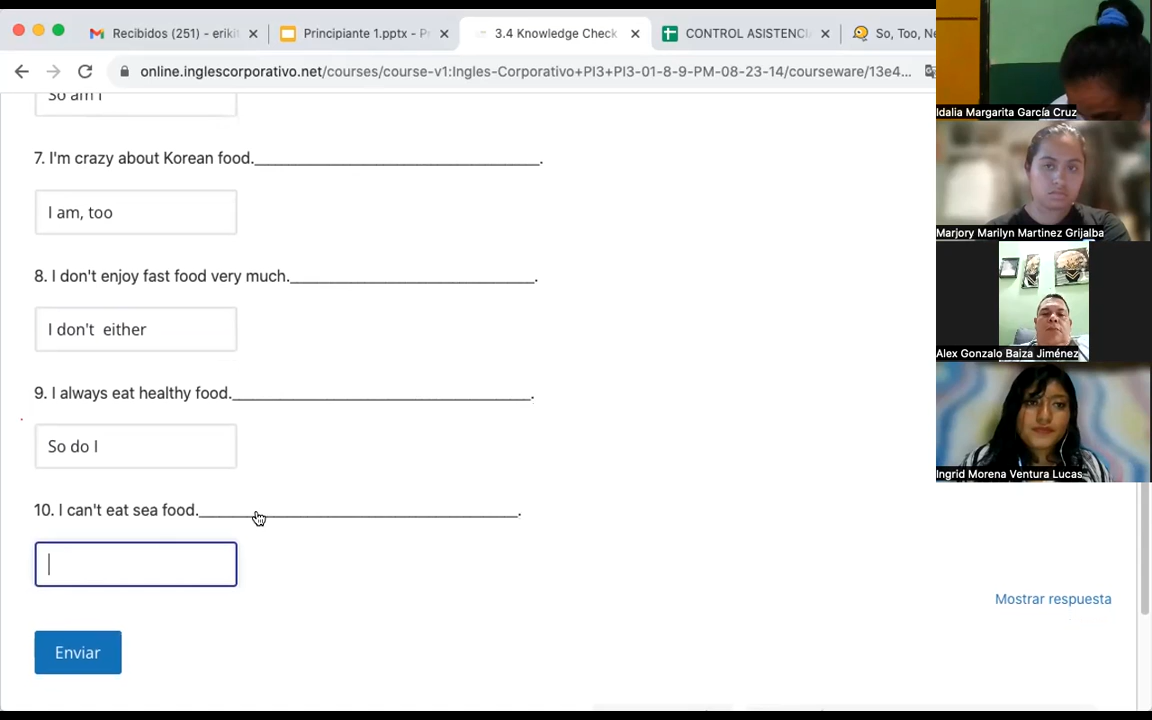 Recibidos (251) - eriki
Principiante 1.pptx - P
3.4 Knowledge Check
CONTROL ASISTENCI
So, Too, Ne
online.inglescorporativo.net/courses/course-v1:Ingles-Corporativo+PI3+PI3-01-8-9-PM-08-23-14/courseware/13e4...
So am I
7. I'm crazy about Korean food.______________________________.
I am, too
8. I don't enjoy fast food very much.__________________________.
I don't  either
9. I always eat healthy food.________________________________.
So do I
10. I can't eat sea food.__________________________________.
Mostrar respuesta
Enviar
Idalia Margarita García Cruz
Marjory Marilyn Martinez Grijalba
Alex Gonzalo Baiza Jiménez
Ingrid Morena Ventura Lucas